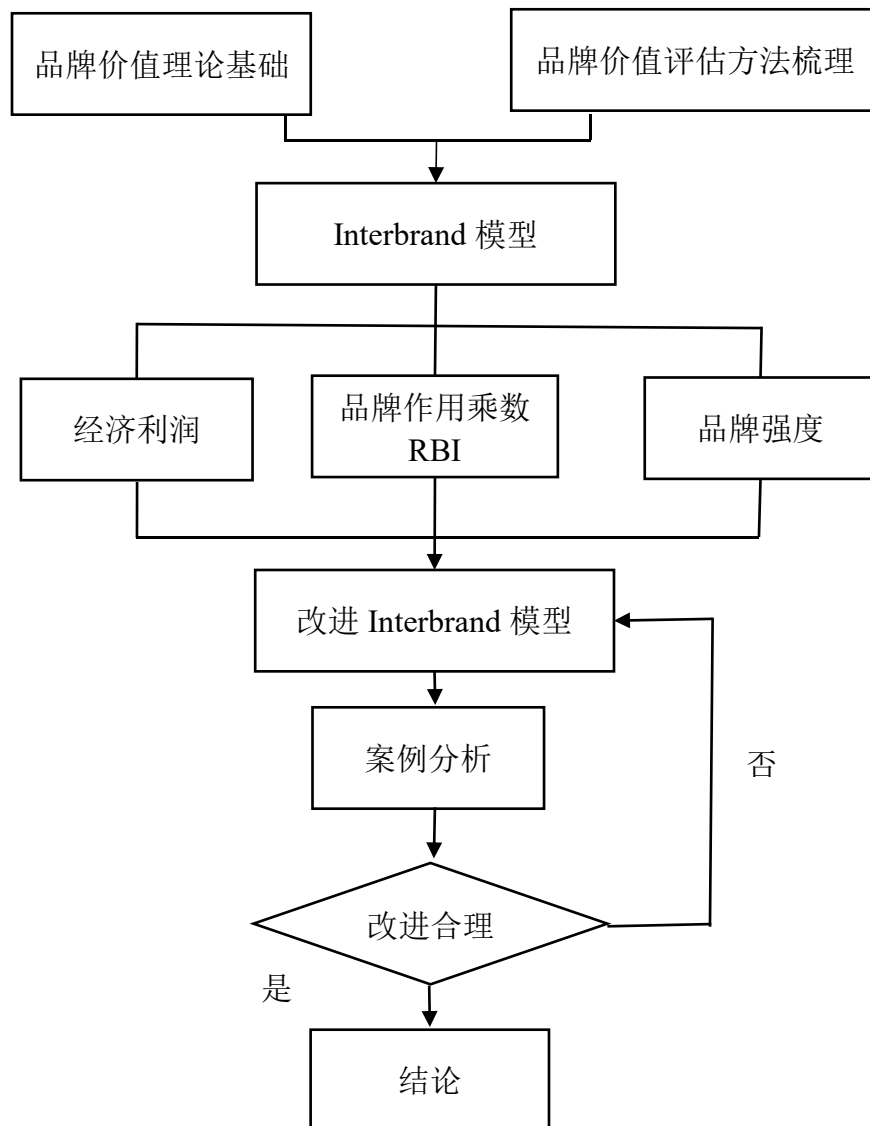 品牌价值理论基础
品牌价值评估方法梳理
Interbrand 模型
经济利润
品牌作用乘数
RBI
品牌强度
改进 Interbrand 模型
案例分析
否
改进合理
是
结论